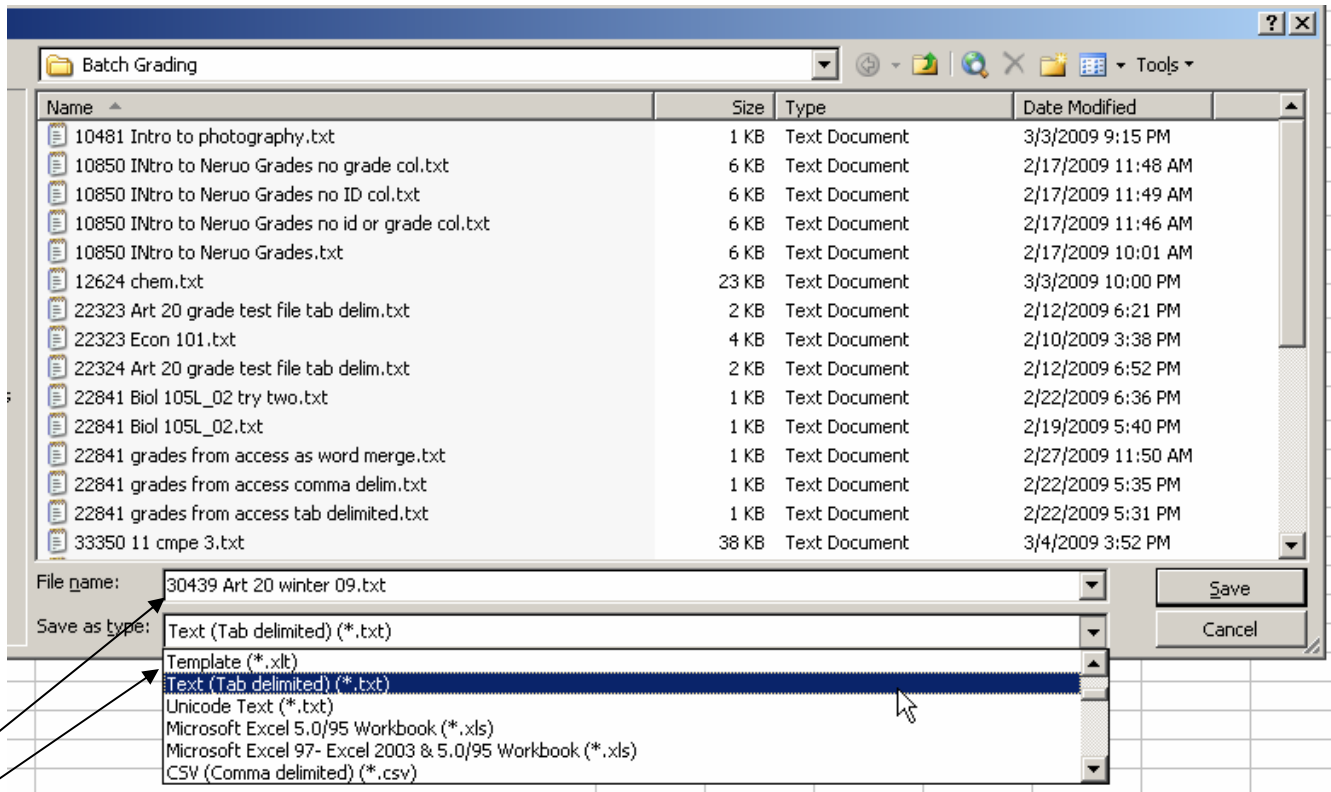 Batch Grading Tools
Name Size Type Date Modified
10481 Intro to photography.txt 1 KB Text Document 3/3/2009 9:15 PM
10850 INtro to Neruo Grades no grade col.txt 6 KB Text Document 2/17/2009 11:48 AM
10850 INtro to Neruo Grades no ID col.txt 6 KB Text Document 2/17/2009 11:49 AM
10850 INtro to Neruo Grades no id or grade col.txt 6 KB Text Document 2/17/2009 11:46 AM
10850 INtro to Neruo Grades.txt 6 KB Text Document 2/17/2009 10:01 AM
12624 chem.txt 23 KB Text Document 3/3/2009 10:00 PM
22323 Art 20 grade test file tab delim.txt 2 KB Text Document 2/12/2009 6:21 PM
22323 Econ 101.txt 4 KB Text Document 2/10/2009 3:38 PM
22324 Art 20 grade test file tab delim.txt 2 KB Text Document 2/12/2009 6:52 PM
22841 Biol 105L_02 try two.txt 1 KB Text Document 2/22/2009 6:36 PM
22841 Biol 105L_02.txt 1 KB Text Document 2/19/2009 5:40 PM
22841 grades from access as word merge.txt 1 KB Text Document 2/27/2009 11:50 AM
22841 grades from access comma delim.txt 1 KB Text Document 2/22/2009 5:35 PM
22841 grades from access tab delimited.txt 1 KB Text Document 2/22/2009 5:31 PM
33350 11 cmpe 3.txt 38 KB Text Document 3/4/2009 3:52 PM
File name: 30439 Art 20 winter 09.txt Save
Save as type: Text (Tab delimited) (*.txt) Cancel
Template (*.xlt)
Text (Tab delimited) (*.txt)
Unicode Text (*.txt)
Microsoft Excel 5.0/95 Workbook (*.xls)
Microsoft Excel 97- Excel 2003 & 5.0/95 Workbook (*.xls)
CSV (Comma delimited) (*.csv)